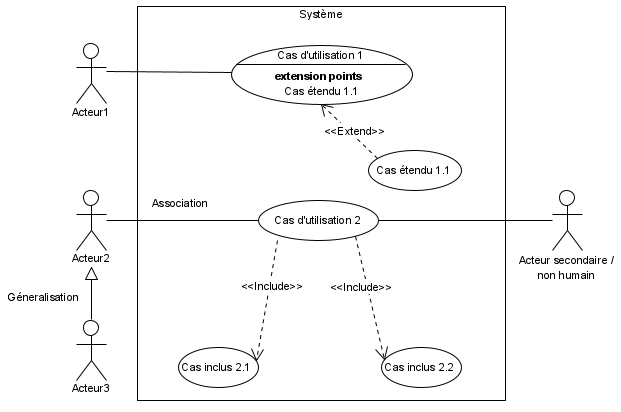 Système
Cas d'utilisation 1
extension points
Cas étendu 1.1
Acteur1
<<Extend>>
Cas étendu 1.1
Association
Cas d'utilisation 2
Acteur2
Acteur secondaire /
non humain
<<Include>>
<<Include>>
Géneralisation
Cas inclus 2.1
Cas inclus 2.2
Acteur3